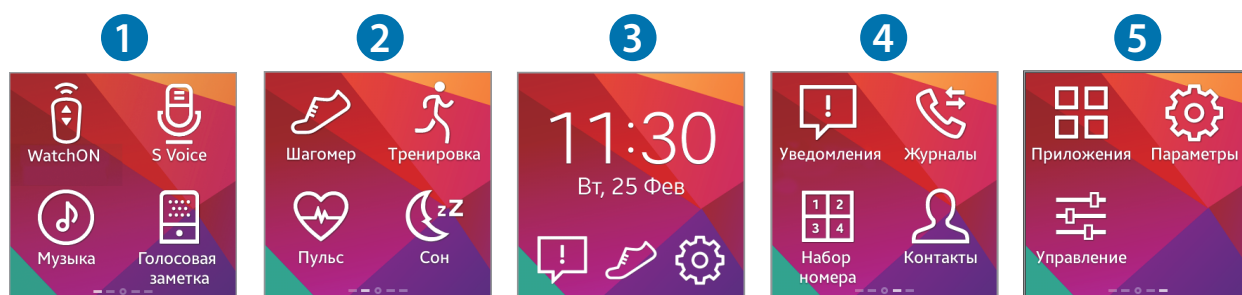 1
2
3
4
5
WatchON
S Voice
Музыка
Голосовая
заметка
Шагомер
Тренировка
Пульс
zZ
Сон
11:30
Вт, 25 Фев
!
!
Уведомления
Журналы
1 2
3 4
Набор
номера
Контакты
Приложения
Параметры
Управление